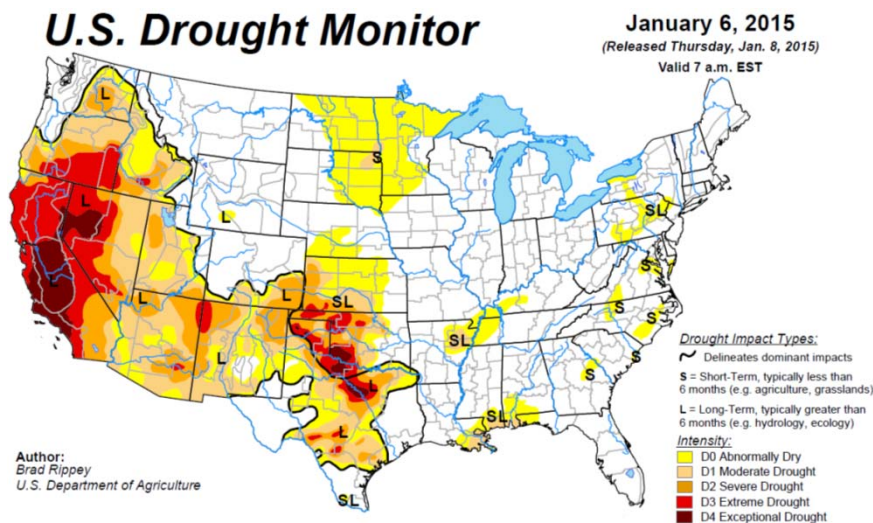 U.S. Drought Monitor
January 6, 2015
(Released Thursday, Jan. 8, 2015)
Valid 7 a.m. EST
L
S
L
L
SL
L
S
L
L
L
SL
S
S
L
SL
S
L
S
L
SL
SL
Drought Impact Types:
Delineates dominant impacts
S = Short-Term, typically less than
6 months (e.g. agriculture, grasslands)
L = Long-Term, typically greater than
6 months (e.g. hydrology, ecology)
Intensity:
D0 Abnormally Dry
D1 Moderate Drought
D2 Severe Drought
D3 Extreme Drought
D4 Exceptional Drought
Author:
Brad Rippey
U.S. Department of Agriculture